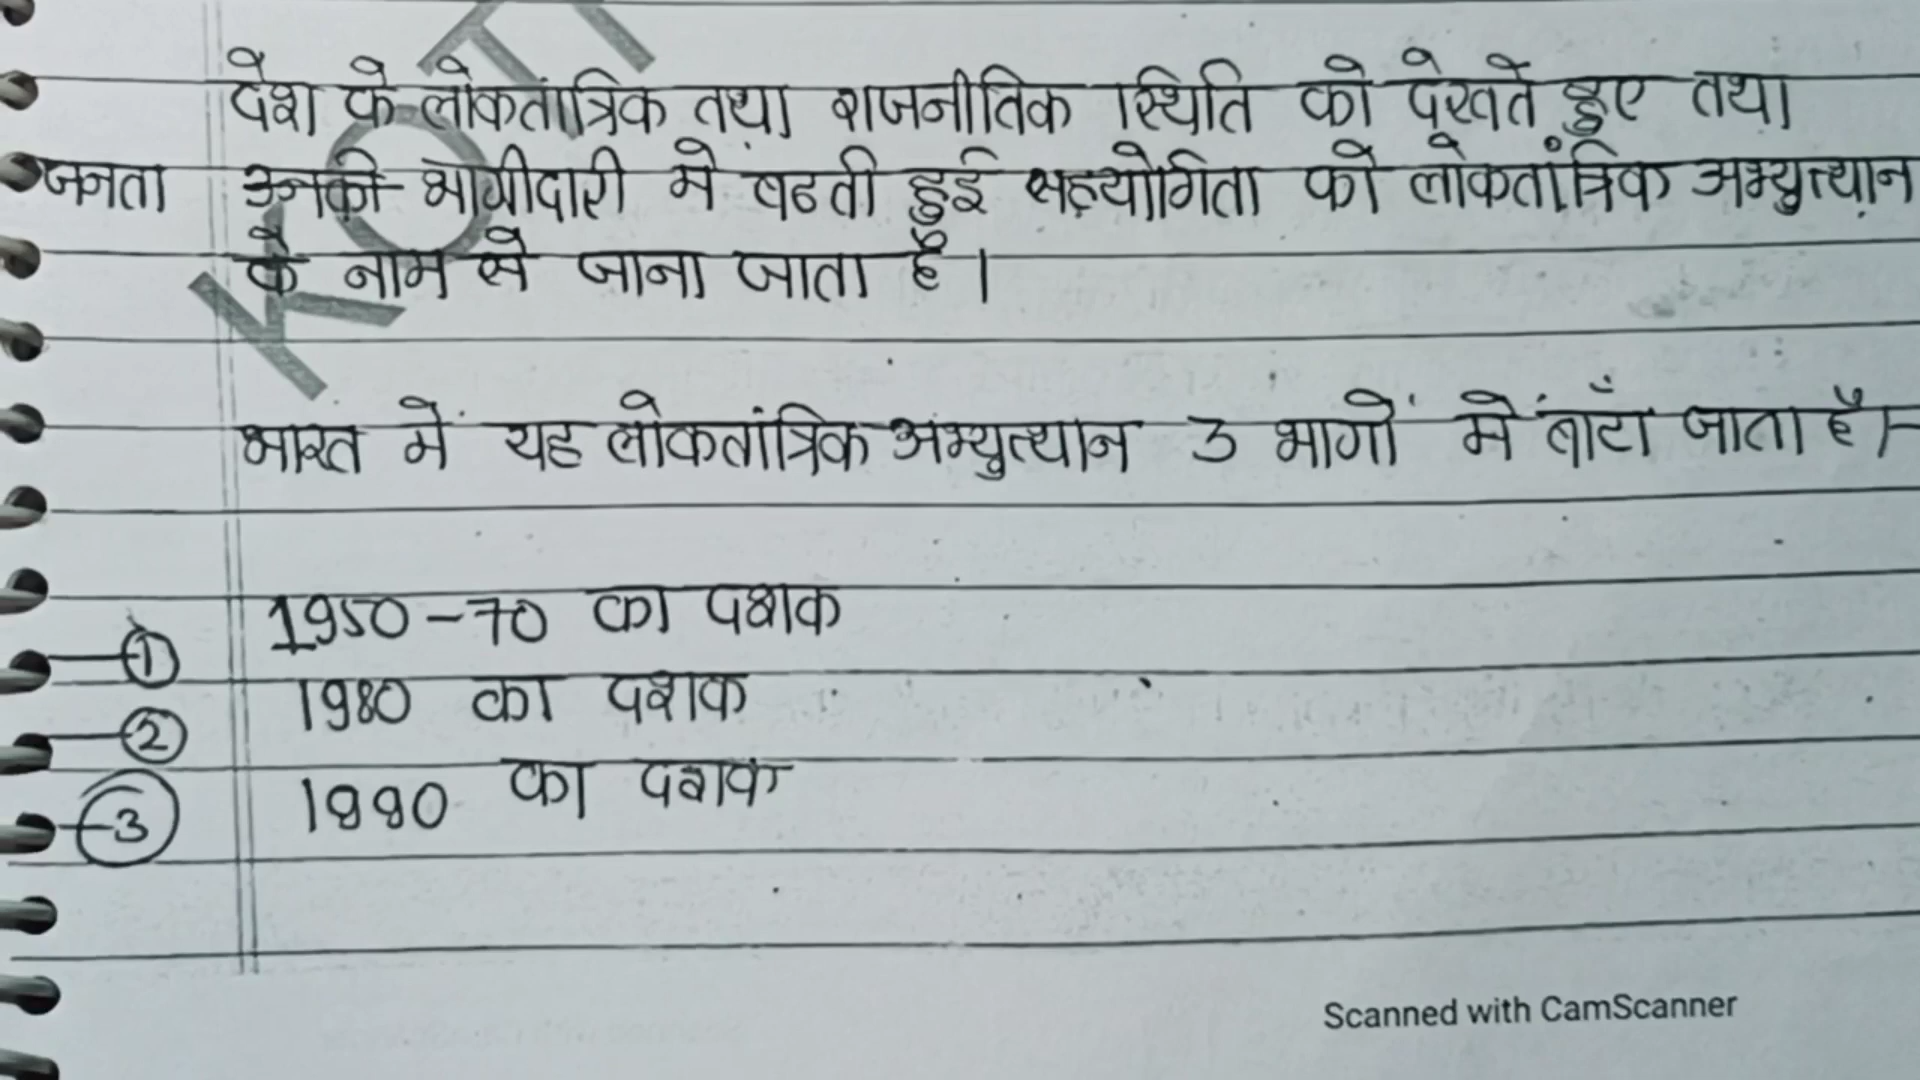 देश के लोकतांत्रिक तथा राजनीतिक स्थिति को देखते हुए तथा
जनता उनकी भागीदारी में बढती हुई सहयोगिता को लोकतांत्रिक अभ्युत्थान
के नाम से जाना जाता है।
भारत में यह लोकतांत्रिक अभ्युत्थान 3 भागों में बांटाँ जाता है।-
① 1950-70 का दशक
② 1980 का दशक
③ 1990 का दशक
Scanned with CamScanner